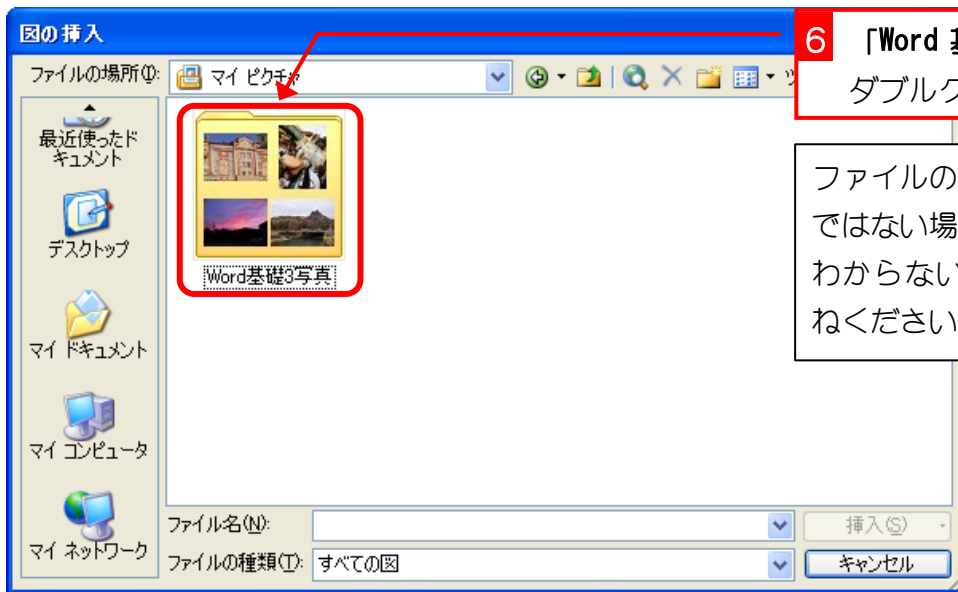 図の挿入
6 「Word
ダブルク
ファイルの場所(I):
マイ ピクチャ
最近使ったド
キュメント
デスクトップ
マイ ドキュメント
マイ コンピュータ
マイ ネットワーク
Word基礎3写真
ファイルの
ではない場
わからない
ねください
ファイル名(N):
挿入(S)
ファイルの種類(T):
すべての図
キャンセル